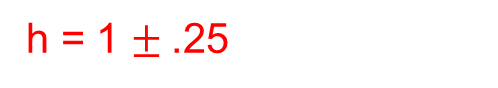 h = 1 ± .25